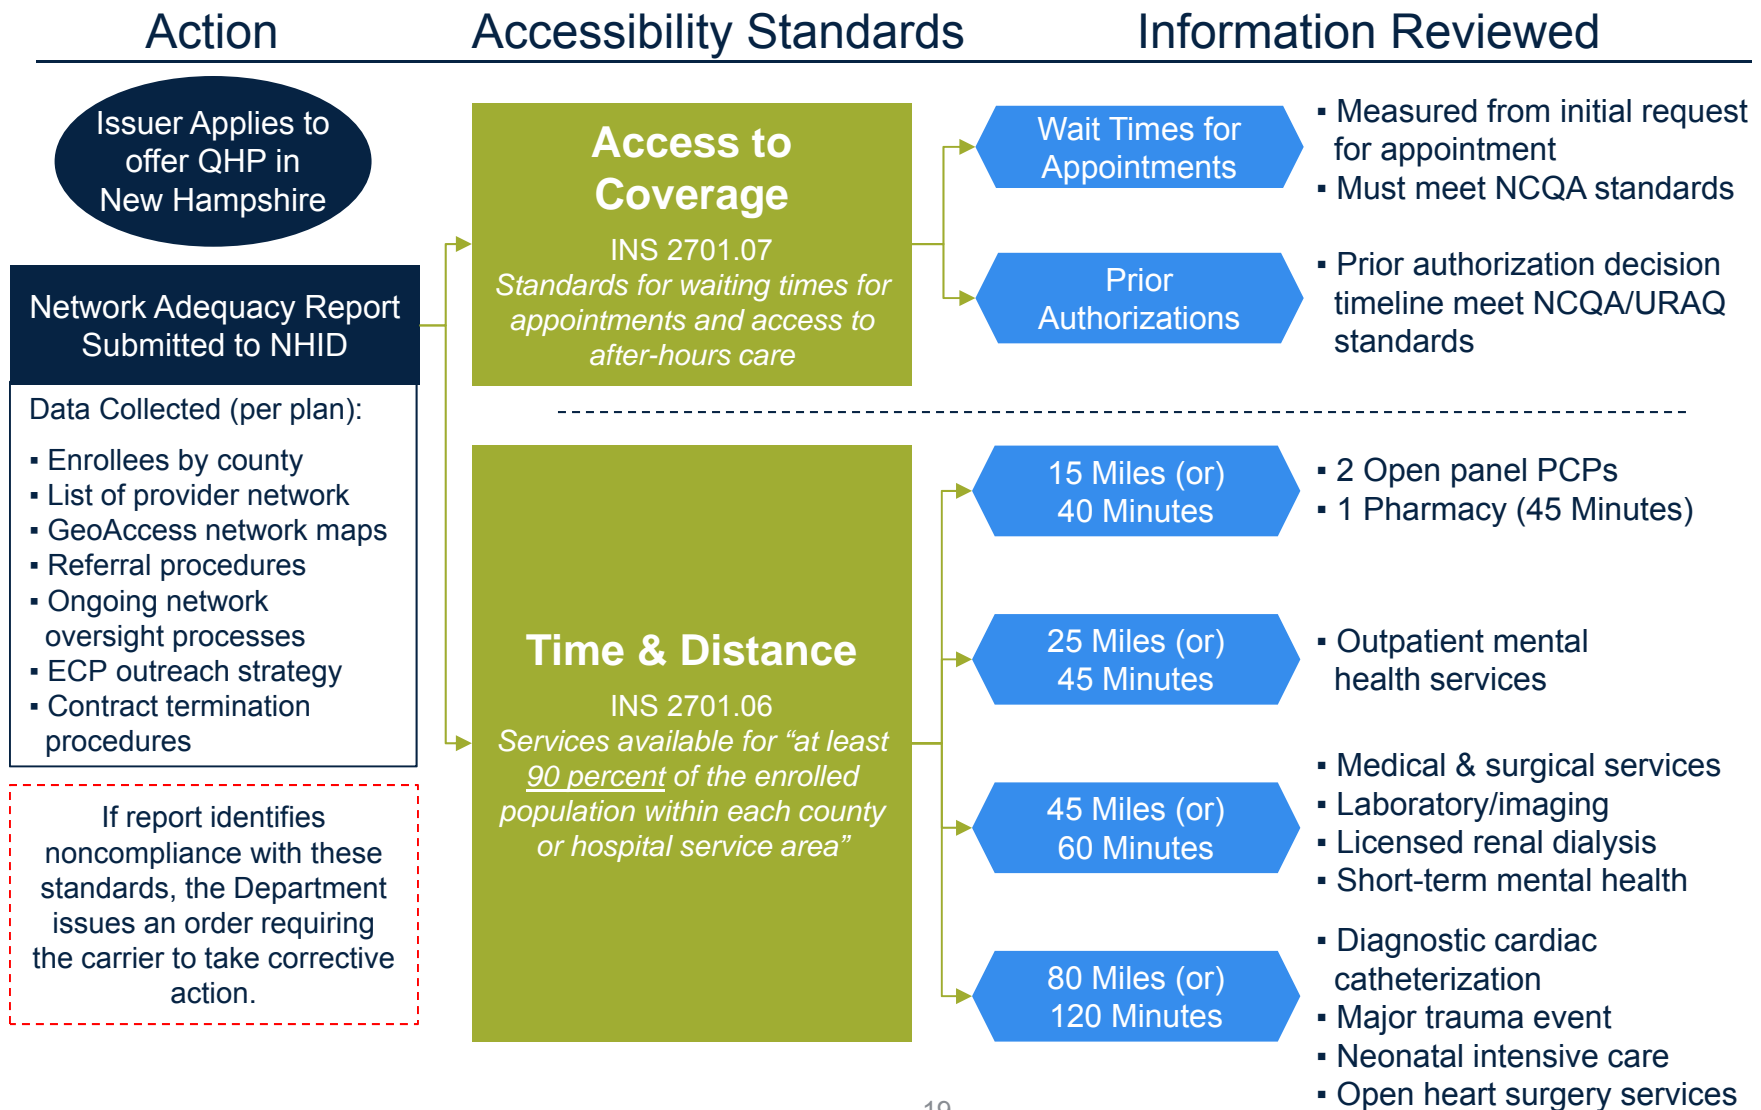 Action
Accessibility Standards
Information Reviewed
Issuer Applies to
offer QHP in
New Hampshire
Network Adequacy Report
Submitted to NHID
Data Collected (per plan):
▪ Enrollees by county
▪ List of provider network
▪ GeoAccess network maps
▪ Referral procedures
▪ Ongoing network
oversight processes
▪ ECP outreach strategy
▪ Contract termination
procedures
If report identifies
noncompliance with these
standards, the Department
issues an order requiring
the carrier to take corrective
action.
Access to
Coverage
INS 2701.07
Standards for waiting times for
appointments and access to
after-hours care
Wait Times for
Appointments
▪ Measured from initial request
for appointment
▪ Must meet NCQA standards
Prior
Authorizations
▪ Prior authorization decision
timeline meet NCQA/URAQ
standards
Time & Distance
INS 2701.06
Services available for “at least
90 percent of the enrolled
population within each county
or hospital service area”
15 Miles (or)
40 Minutes
▪ 2 Open panel PCPs
▪ 1 Pharmacy (45 Minutes)
25 Miles (or)
45 Minutes
▪ Outpatient mental
health services
45 Miles (or)
60 Minutes
▪ Medical & surgical services
▪ Laboratory/imaging
▪ Licensed renal dialysis
▪ Short-term mental health
80 Miles (or)
120 Minutes
▪ Diagnostic cardiac
catheterization
▪ Major trauma event
▪ Neonatal intensive care
▪ Open heart surgery services
19